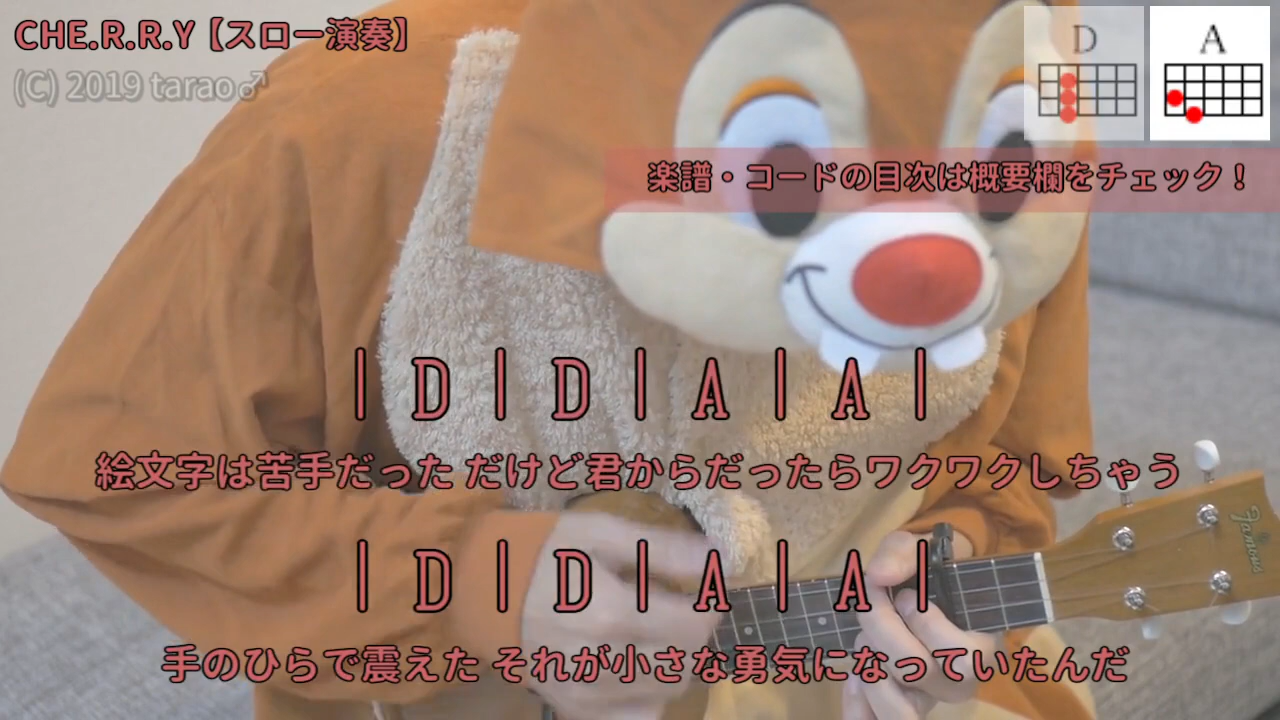 CHE.R.R.Y【スロー演奏】
(C) 2019 tarao♂
D A
楽譜・コードの目次は概要欄をチェック！
| D | D | A | A |
絵文字は苦手だった だけど君からだったらワクワクしちゃう
| D | D | A | A |
手のひらで震えた それが小さな勇気になっていたんだ
Famous